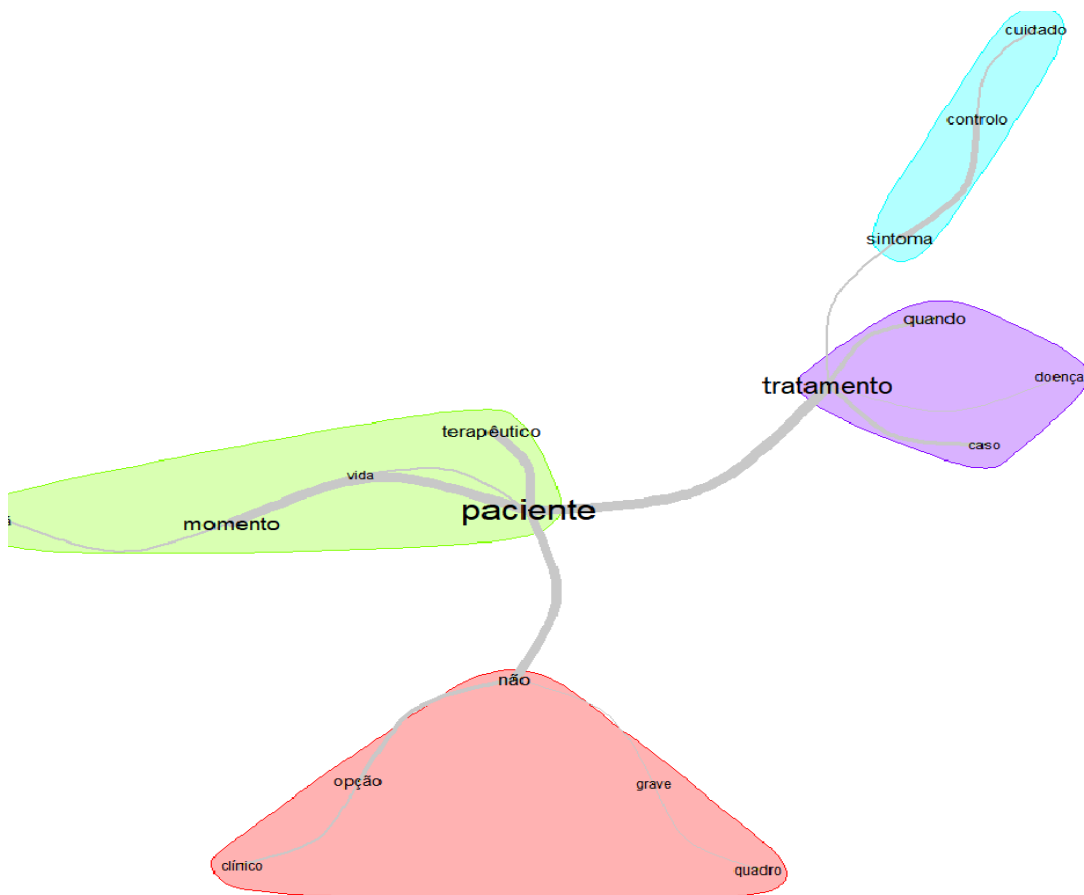 cuidado
controlo
sintoma
quando
doença
tratamento
terapêutico
caso
vida
paciente
momento
não
opção
grave
clínico
quadro